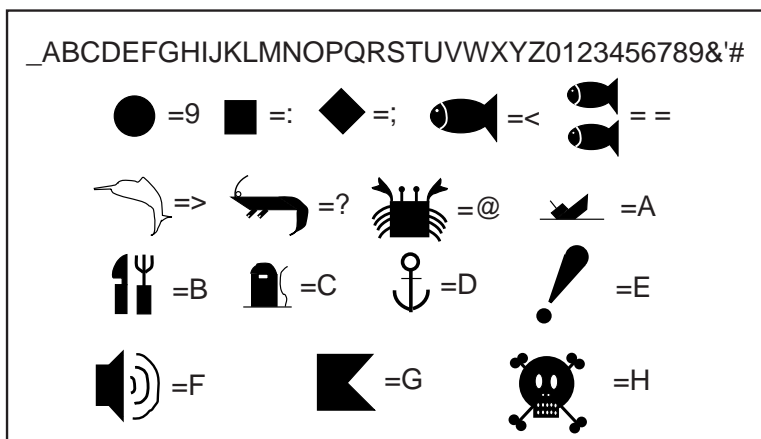 _ABCDEFGHIJKLMNOPQRSTUVWXYZ0123456789&'#
=9 =: =; =< = =
=> =? =@ =A
=B =C =D =E
=F =G =H